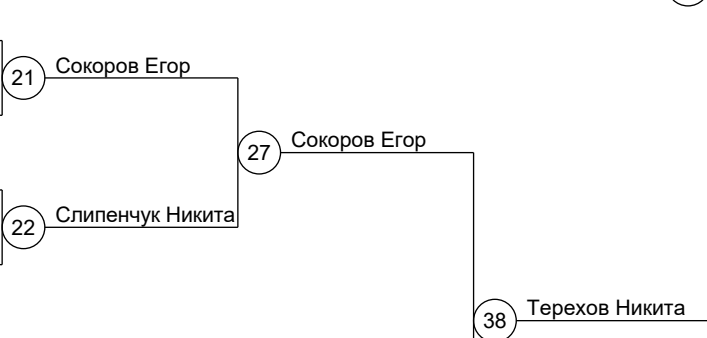 21 Сокоров Егор
27 Сокоров Егор
22 Слипенчук Никита
38 Терехов Никита